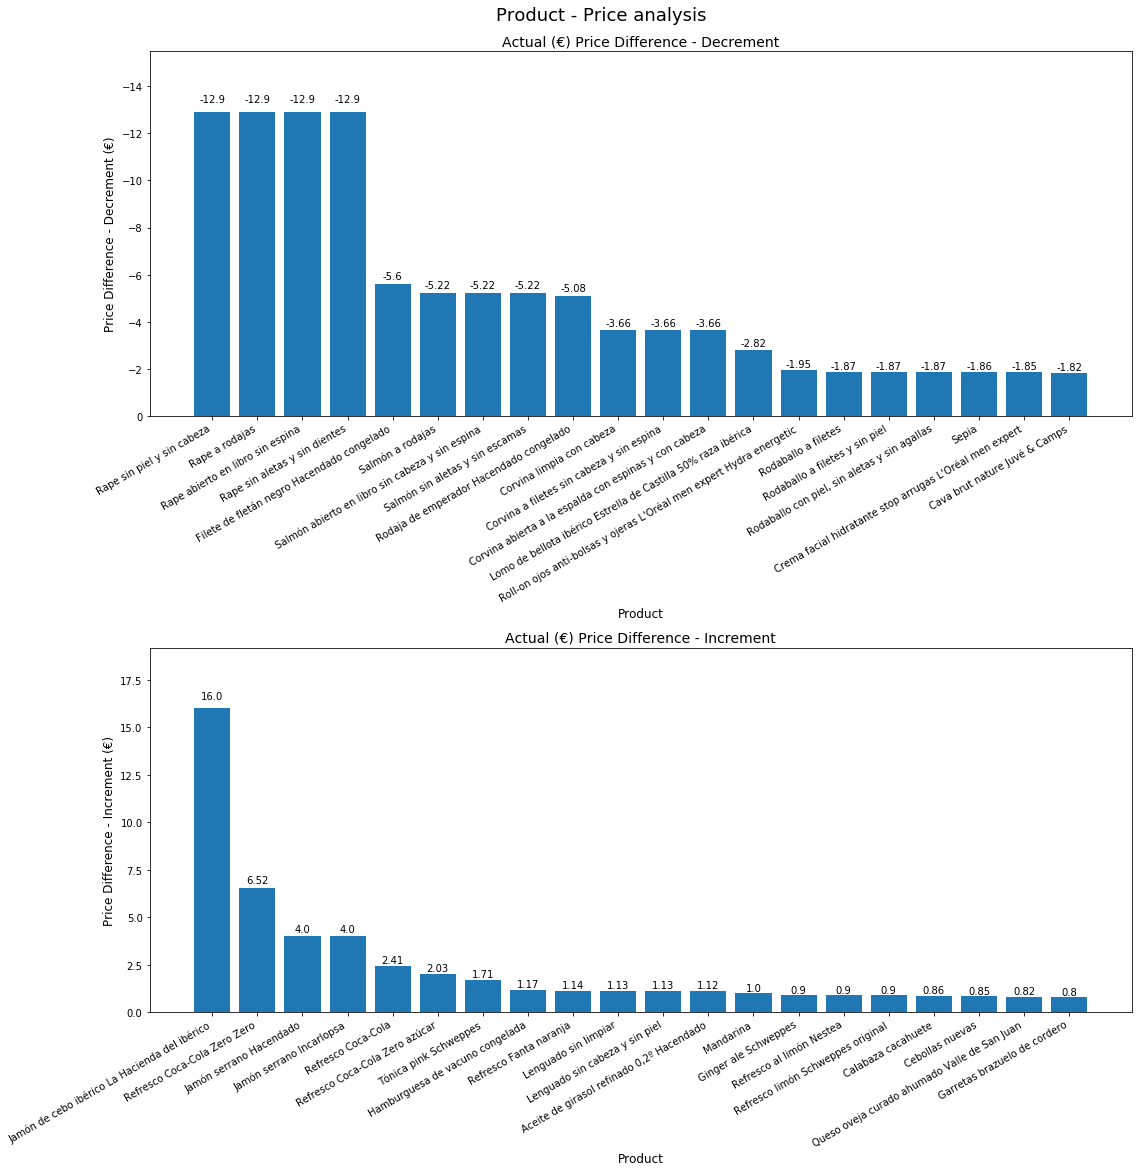 Product - Price analysis
Actual (€) Price Difference - Decrement
Price Difference - Decrement (€)
−14
−12
−10
−8
−6
−4
−2
0
-12.9
-12.9
-12.9
-12.9
-5.6
-5.22
-5.22
-5.22
-5.08
-3.66
-3.66
-3.66
-2.82
-1.95
-1.87
-1.87
-1.87
-1.86
-1.85
-1.82
Rape sin piel y sin cabeza
Rape a rodajas
Rape abierto en libro sin espina
Rape sin aletas y sin dientes
Filete de fletán negro Hacendado congelado
Salmón a rodajas
Salmón abierto en libro sin cabeza y sin espina
Salmón sin aletas y sin escamas
Rodaja de emperador Hacendado congelado
Corvina limpia con cabeza
Corvina a filetes sin cabeza y sin espina
Corvina abierta a la espalda con espinas y con cabeza
Lomo de bellota ibérico Estrella de Castilla 50% raza ibérica
Roll-on ojos anti-bolsas y ojeras L'Oréal men expert Hydra energetic
Rodaballo a filetes
Rodaballo a filetes y sin piel
Rodaballo con piel, sin aletas y sin agallas
Sepia
Crema facial hidratante stop arrugas L'Oréal men expert
Cava brut nature Juvé & Camps
Product
Actual (€) Price Difference - Increment
Price Difference - Increment (€)
17.5
15.0
12.5
10.0
7.5
5.0
2.5
0.0
16.0
6.52
4.0
4.0
2.41
2.03
1.71
1.17
1.14
1.13
1.13
1.12
1.0
0.9
0.9
0.9
0.86
0.85
0.82
0.8
Jamón de cebo ibérico La Hacienda del ibérico
Refresco Coca-Cola Zero Zero
Jamón serrano Hacendado
Jamón serrano Incarlopsa
Refresco Coca-Cola
Refresco Coca-Cola Zero azúcar
Tónica pink Schweppes
Hamburguesa de vacuno congelada
Refresco Fanta naranja
Lenguado sin limpiar
Lenguado sin cabeza y sin piel
Aceite de girasol refinado 0,2º Hacendado
Mandarina
Ginger ale Schweppes
Refresco al limón Nestea
Refresco limón Schweppes original
Calabaza cacahuete
Cebollas nuevas
Queso oveja curado ahumado Valle de San Juan
Garretas brazuelo de cordero
Product